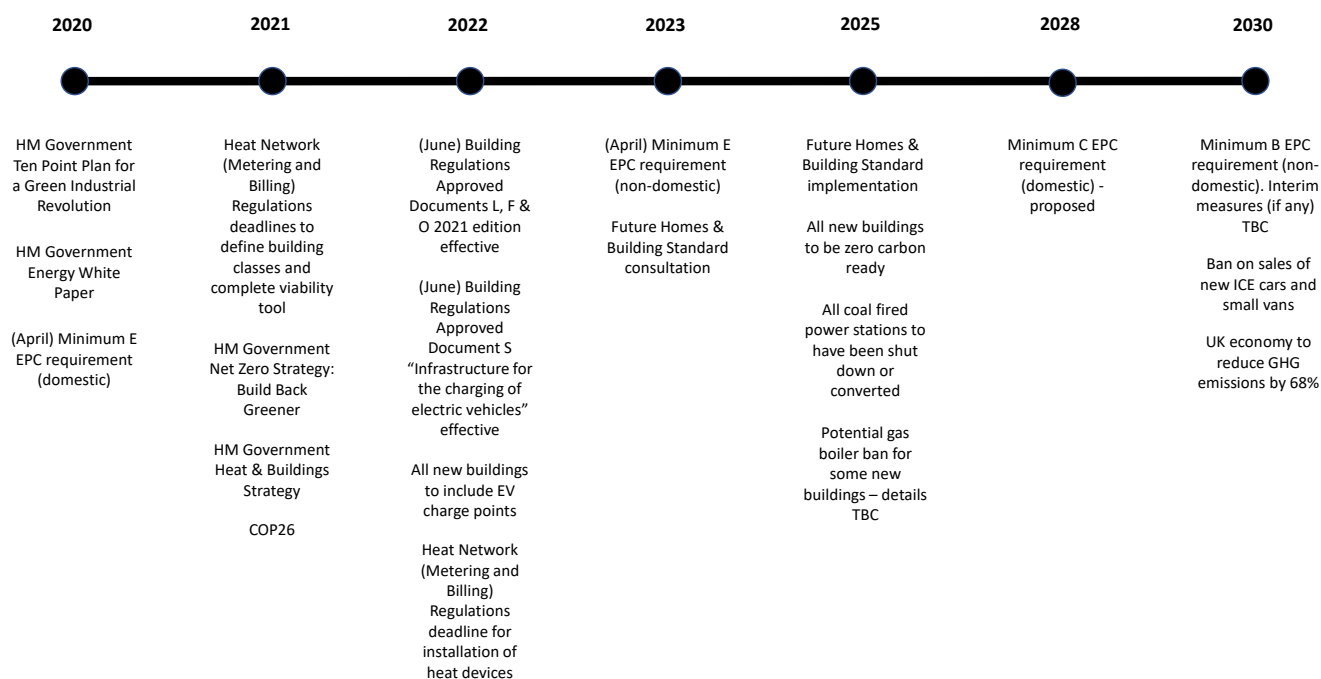 2020
2021
2022
2023
2025
2028
2030
HM Government
Ten Point Plan for
a Green Industrial
Revolution
HM Government
Energy White
Paper
(April) Minimum E
EPC requirement
(domestic)
Heat Network
(Metering and
Billing)
Regulations
deadlines to
define building
classes and
complete viability
tool
HM Government
Net Zero Strategy:
Build Back
Greener
HM Government
Heat & Buildings
Strategy
COP26
(June) Building
Regulations
Approved
Documents L, F &
O 2021 edition
effective
(June) Building
Regulations
Approved
Document S
“Infrastructure for
the charging of
electric vehicles”
effective
All new buildings
to include EV
charge points
Heat Network
(Metering and
Billing)
Regulations
deadline for
installation of
heat devices
(April) Minimum E
EPC requirement
(non-domestic)
Future Homes &
Building Standard
consultation
Future Homes &
Building Standard
implementation
All new buildings
to be zero carbon
ready
All coal fired
power stations to
have been shut
down or
converted
Potential gas
boiler ban for
some new
buildings – details
TBC
Minimum C EPC
requirement
(domestic) -
proposed
Minimum B EPC
requirement (non-
domestic). Interim
measures (if any)
TBC
Ban on sales of
new ICE cars and
small vans
UK economy to
reduce GHG
emissions by 68%